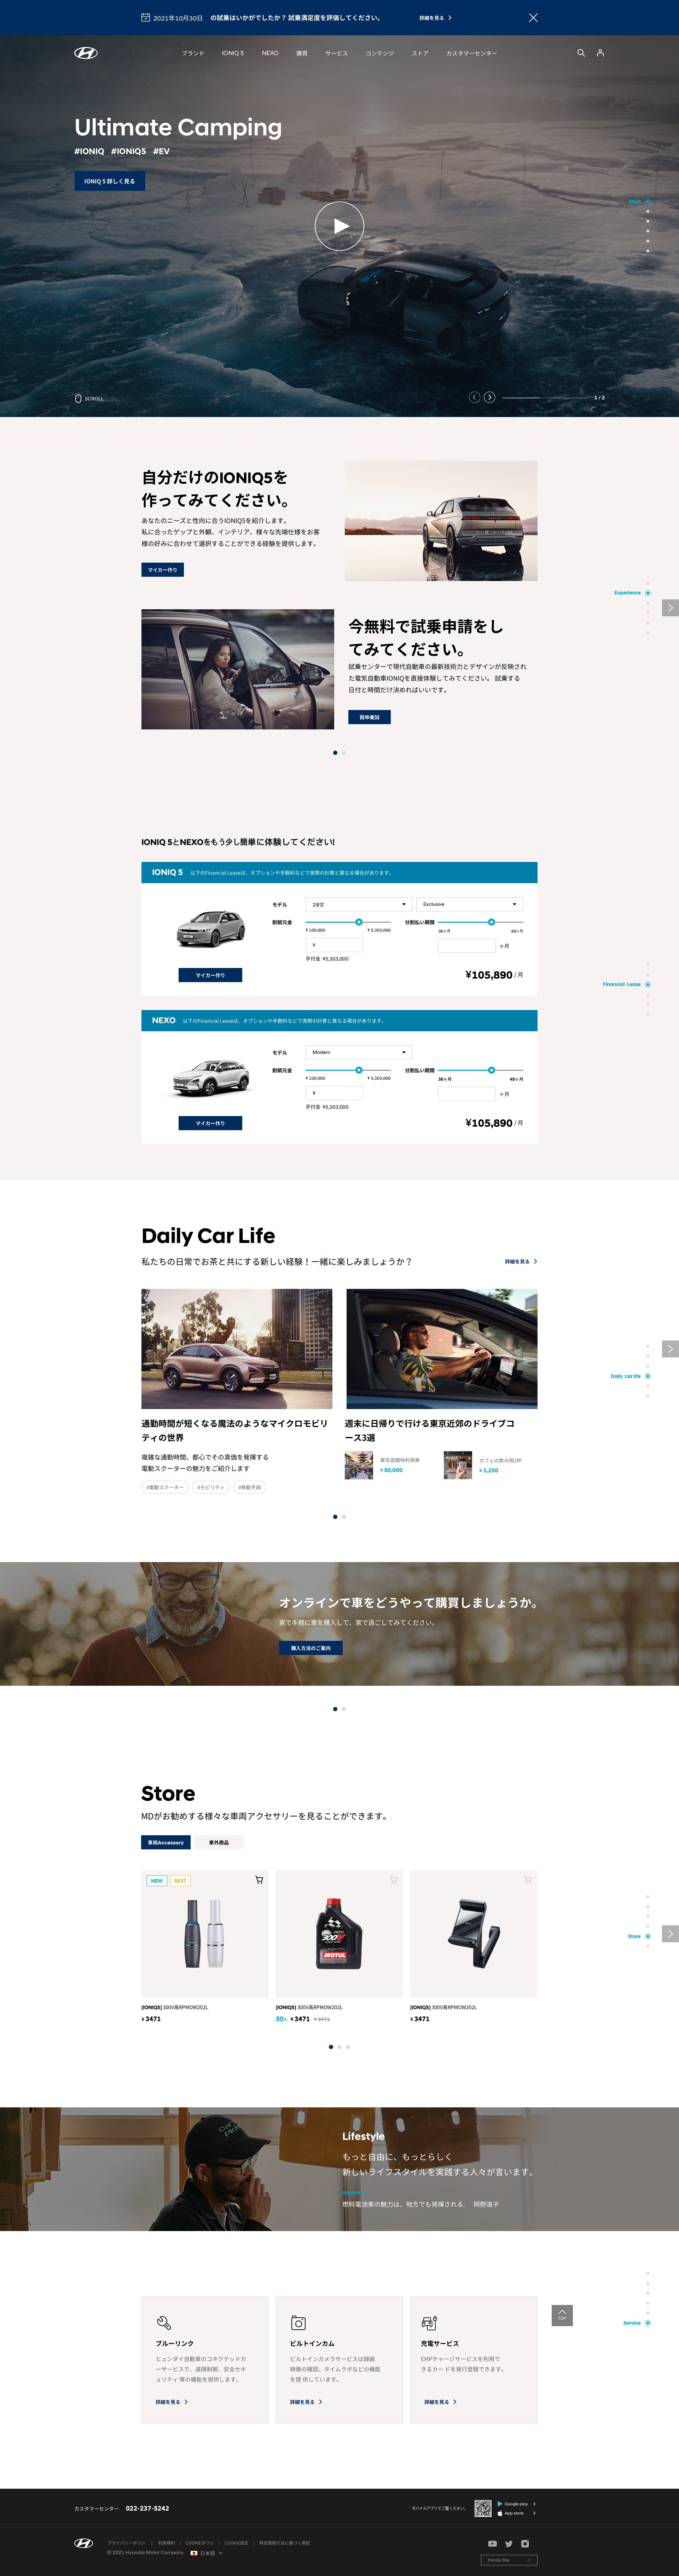 2021年10月30日 の試乗はいかがでしたか？ 試乗満足度を評価してください。 詳細を見る
ブランド IONIQ 5 NEXO 購買 サービス コンテンツ ストア カスタマーセンター
Ultimate Camping
#IONIQ #IONIQ5 #EV
IONIQ 5 詳しく見る
Main
SCROLL
1 / 2
自分だけのIONIQ5を
作ってみてください。
あなたのニーズと性向に合うIONIQ5を紹介します。
私に合ったゲップと外観、インテリア、様々な先端仕様をお客
様の好みに合わせて選択することができる経験を提供します。
マイカー作り
Experience
今無料で試乗申請をし
てみてください。
試乗センターで現代自動車の最新技術力とデザインが反映され
た電気自動車IONIQを直接体験してみてください。 試乗する
日付と時間だけ決めればいいです。
IONIQ 5とNEXOをもう少し簡単に体験してください!
IONIQ 5 以下のFinancial Leaseは、オプションや手数料などで実際の計算と異なる場合があります。
モデル 2安定 Exclusive
割賦元金 分割払い期間
¥ 100,000 ¥ 5,303,000 36ヶ月 48ヶ月
¥ ヶ月
手付金 ¥5,303,000
マイカー作り
¥105,890 / 月
Financial Lease
NEXO 以下のFinancial Leaseは、オプションや手数料などで実際の計算と異なる場合があります。
モデル Modern
割賦元金 分割払い期間
¥ 100,000 ¥ 5,303,000 36ヶ月 48ヶ月
¥ ヶ月
手付金 ¥5,303,000
マイカー作り
¥105,890 / 月
Daily Car Life
私たちの日常でお茶と共にする新しい経験！一緒に楽しみましょうか？
詳細を見る
Daily car life
通勤時間が短くなる魔法のようなマイクロモビリ
ティの世界
複雑な通勤時間、都心でその真価を発揮する
電動スクーターの魅力をご紹介します
#電動スクーター #モビリティ #移動手段
週末に日帰りで行ける東京近郊のドライブコ
ース3選
東京遊園地利用券
¥ 50,000
カフェの飲み物2杯
¥ 1,250
オンラインで車をどうやって購買しましょうか。
家で手軽に車を購入して、家で過ごしてみてください。
購入方法のご案内
Store
MDがお勧めする様々な車両アクセサリーを見ることができます。
車両Accessory 車外商品
NEW BEST
300V MOTUL
Store
[IONIQ5] 300V高RPMOW202L
¥ 3471
[IONIQ5] 300V高RPMOW202L
50% ¥ 3471 ¥ 3471
[IONIQ5] 300V高RPMOW202L
¥ 3471
Lifestyle
もっと自由に、もっとらしく
新しいライフスタイルを実践する人々が言います。
燃料電池車の魅力は、地方でも発揮される. 岡野道子
ブルーリンク
ヒュンダイ自動車のコネクテッドカ
ーサービスで、遠隔制御、安全セキ
ュリティ 等の機能を提供します。
詳細を見る
ビルトインカム
ビルトインカメラサービスは録画
映像の確認、タイムラボなどの機能
を提 供しています。
詳細を見る
充電サービス
EMPチャージサービスを利用で
きるカー ドを発行登録できます。
詳細を見る
TOP
Service
カスタマーセンター 022-237-5242
モバイルアプリでご覧ください。
Google play
App store
プライバシーポリシ. | 利用規約 | COOKIEポリシ | COOKIE設定 | 特定商取引法に基づく表記
© 2021 Hyundai Motor Company 日本語
Family Site